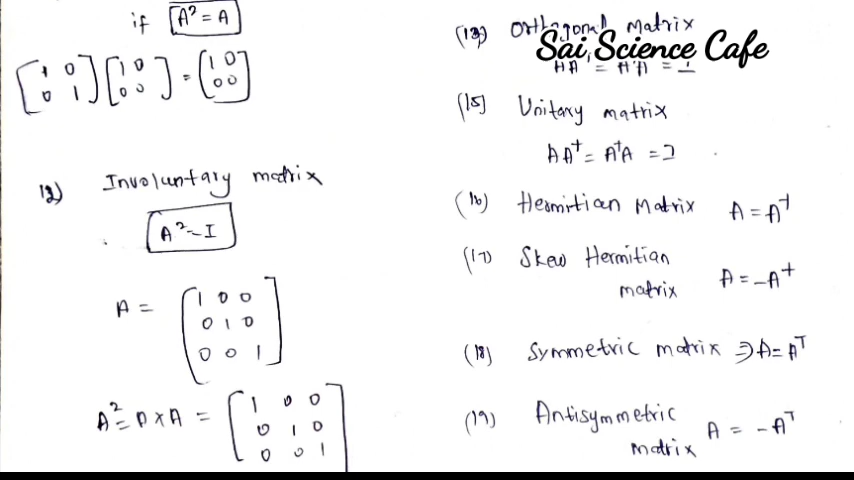 if A² = A
[1 0 0 1] [1 0 0 0] = [1 0 0 0]
12) Involuntary matrix
A² = I
A = [1 0 0
0 1 0
0 0 1]
A² = A × A = [1 0 0
0 1 0
0 0 1]
(13) Orthogonal Matrix
Sai Science Cafe
(15) Unitary matrix
AA† = A†A = I
(16) Hermitian Matrix A = A†
(17) Skew Hermitian
matrix A = -A†
(18) Symmetric matrix ⇒ A = Aᵀ
(19) Antisymmetric
matrix A = -Aᵀ